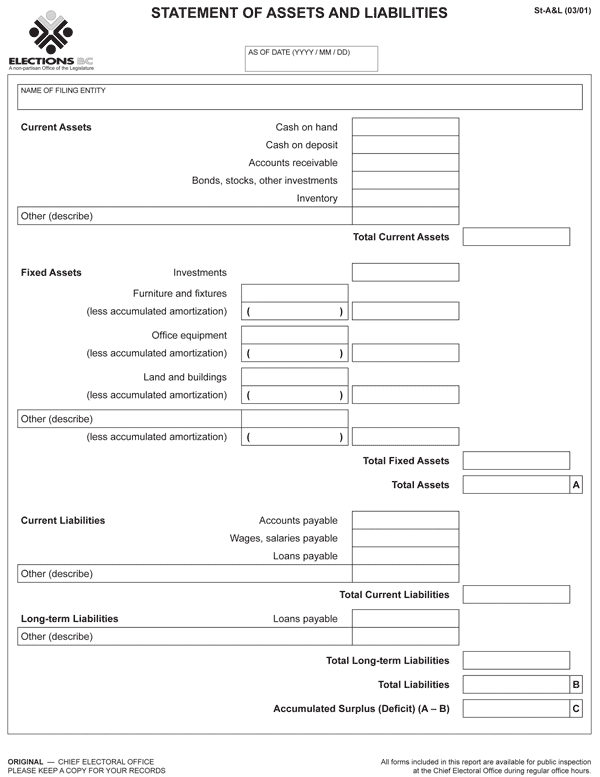 STATEMENT OF ASSETS AND LIABILITIES
St-A&L (03/01)
ELECTIONS BC
A non-partisan Office of the Legislature
AS OF DATE (YYYY / MM / DD)
NAME OF FILING ENTITY
Current Assets Cash on hand
Cash on deposit
Accounts receivable
Bonds, stocks, other investments
Inventory
Other (describe)
Total Current Assets
Fixed Assets Investments
Furniture and fixtures
(less accumulated amortization) ( )
Office equipment
(less accumulated amortization) ( )
Land and buildings
(less accumulated amortization) ( )
Other (describe)
(less accumulated amortization) ( )
Total Fixed Assets
Total Assets A
Current Liabilities Accounts payable
Wages, salaries payable
Loans payable
Other (describe)
Total Current Liabilities
Long-term Liabilities Loans payable
Other (describe)
Total Long-term Liabilities
Total Liabilities B
Accumulated Surplus (Deficit) (A – B) C
ORIGINAL — CHIEF ELECTORAL OFFICE
PLEASE KEEP A COPY FOR YOUR RECORDS
All forms included in this report are available for public inspection
at the Chief Electoral Office during regular office hours.